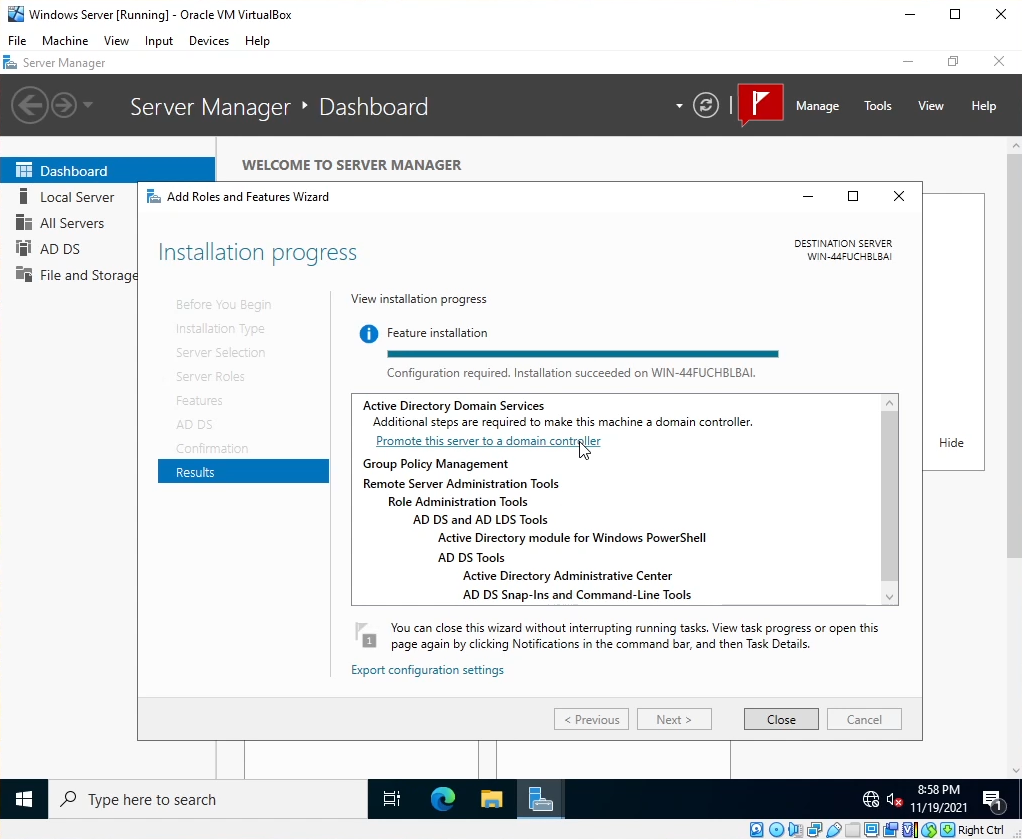 Windows Server [Running] - Oracle VM VirtualBox
File Machine View Input Devices Help
Server Manager
Server Manager ‣ Dashboard
Manage Tools View Help
WELCOME TO SERVER MANAGER
Dashboard
Local Server
All Servers
AD DS
File and Storage
Add Roles and Features Wizard
Installation progress
DESTINATION SERVER
WIN-44FUCHBLBAI
Before You Begin
Installation Type
Server Selection
Server Roles
Features
AD DS
Confirmation
Results
View installation progress
Feature installation
Configuration required. Installation succeeded on WIN-44FUCHBLBAI.
Active Directory Domain Services
Additional steps are required to make this machine a domain controller.
Promote this server to a domain controller
Group Policy Management
Remote Server Administration Tools
Role Administration Tools
AD DS and AD LDS Tools
Active Directory module for Windows PowerShell
AD DS Tools
Active Directory Administrative Center
AD DS Snap-Ins and Command-Line Tools
Hide
1
You can close this wizard without interrupting running tasks. View task progress or open this
page again by clicking Notifications in the command bar, and then Task Details.
Export configuration settings
< Previous Next > Close Cancel
Type here to search
8:58 PM
11/19/2021
1
Right Ctrl